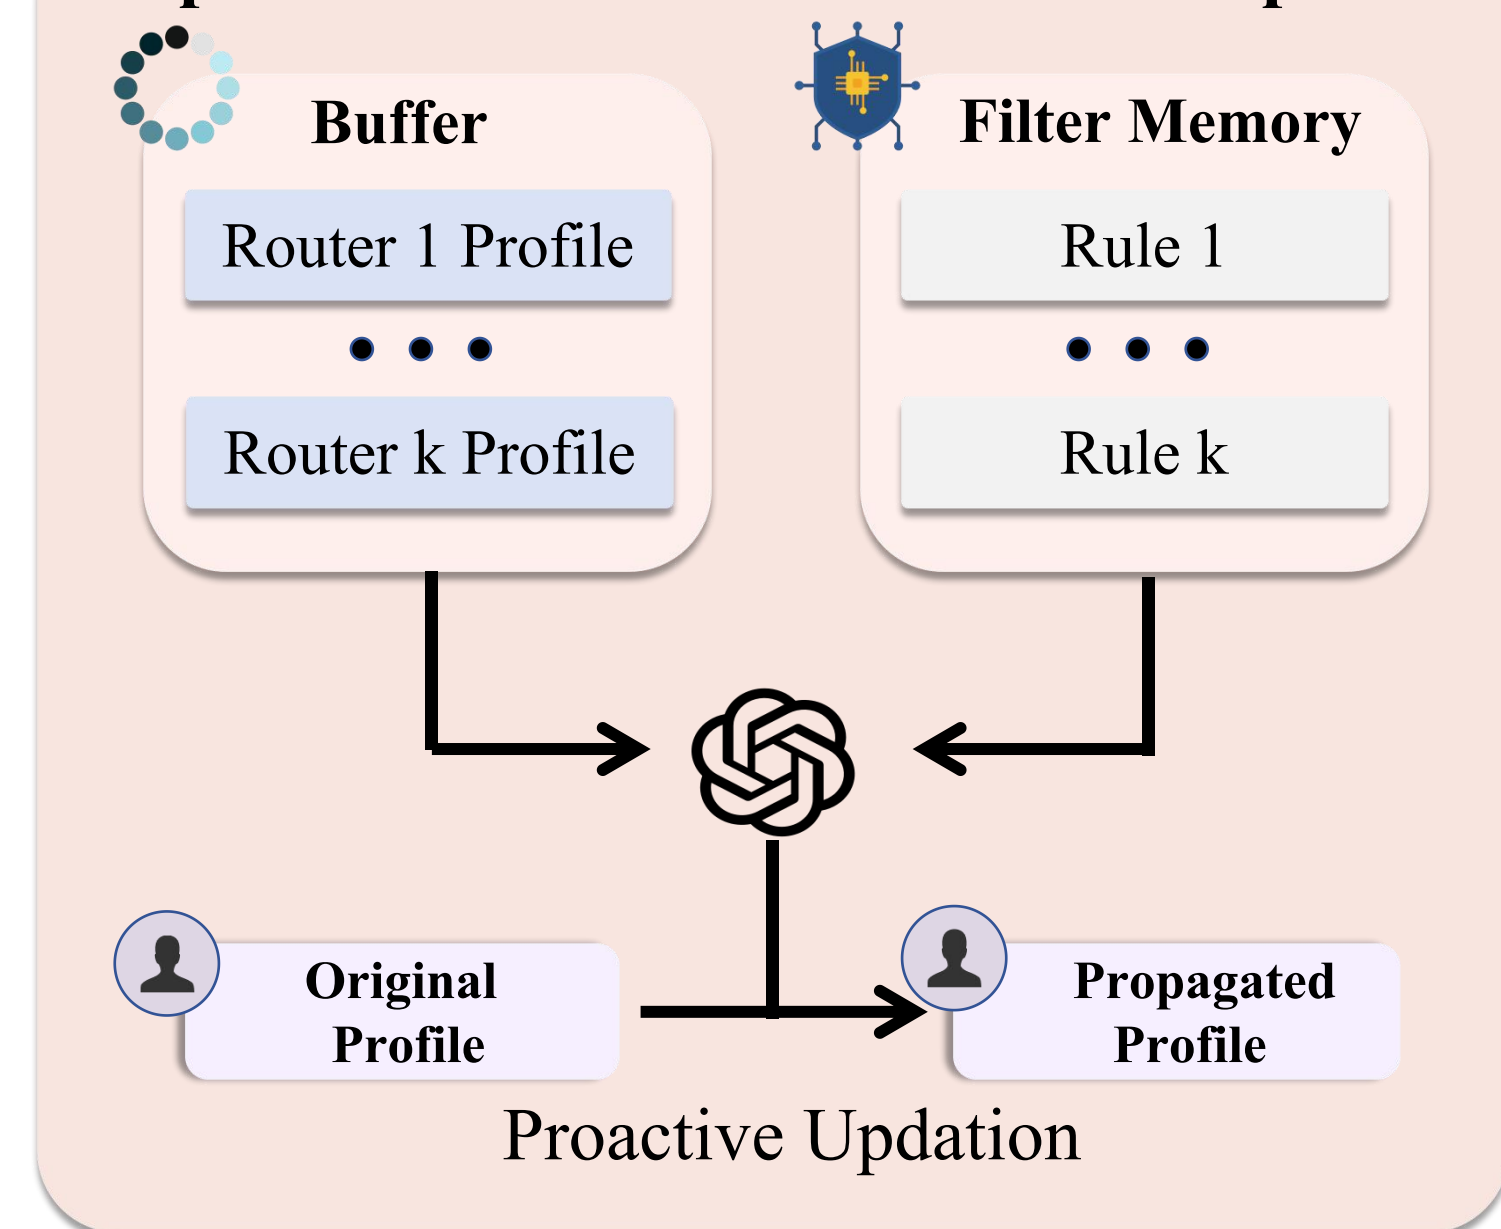 Buffer
Router 1 Profile
Router k Profile
Filter Memory
Rule 1
Rule k
Original
Profile
Propagated
Profile
Proactive Updation